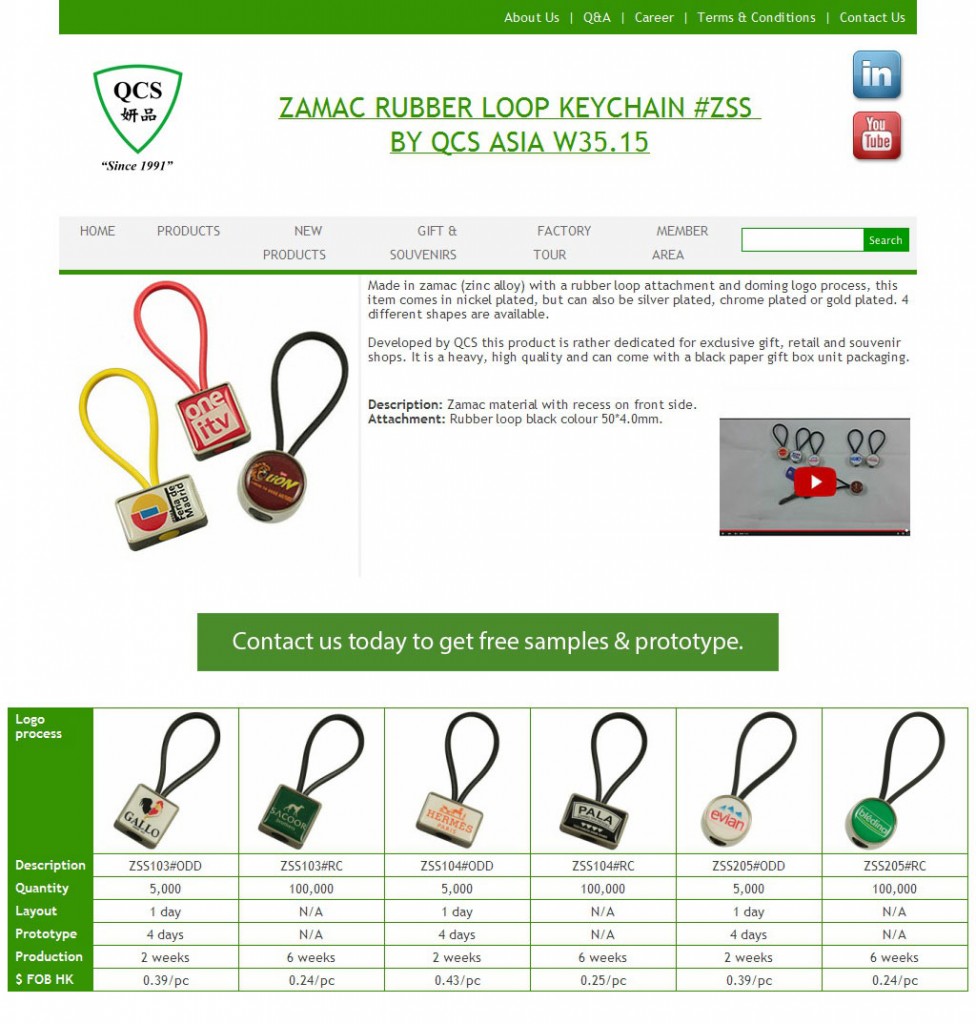 About Us | Q&A | Career | Terms & Conditions | Contact Us
QCS
妍品
“Since 1991”
ZAMAC RUBBER LOOP KEYCHAIN #ZSS
BY QCS ASIA W35.15
in
You
Tube
HOME PRODUCTS NEW PRODUCTS GIFT & SOUVENIRS FACTORY TOUR MEMBER AREA
Search
Made in zamac (zinc alloy) with a rubber loop attachment and doming logo process, this
item comes in nickel plated, but can also be silver plated, chrome plated or gold plated. 4
different shapes are available.
Developed by QCS this product is rather dedicated for exclusive gift, retail and souvenir
shops. It is a heavy, high quality and can come with a black paper gift box unit packaging.
Description: Zamac material with recess on front side.
Attachment: Rubber loop black colour 50*4.0mm.
one
itv
LION
Feria de
Madrid
Contact us today to get free samples & prototype.
Logo
process
GALLO
SACOOR
HERMES
PARIS
PALA
evian
blédina
Description ZSS103#ODD ZSS103#RC ZSS104#ODD ZSS104#RC ZSS205#ODD ZSS205#RC
Quantity 5,000 100,000 5,000 100,000 5,000 100,000
Layout 1 day N/A 1 day N/A 1 day N/A
Prototype 4 days N/A 4 days N/A 4 days N/A
Production 2 weeks 6 weeks 2 weeks 6 weeks 2 weeks 6 weeks
$ FOB HK 0.39/pc 0.24/pc 0.43/pc 0.25/pc 0.39/pc 0.24/pc